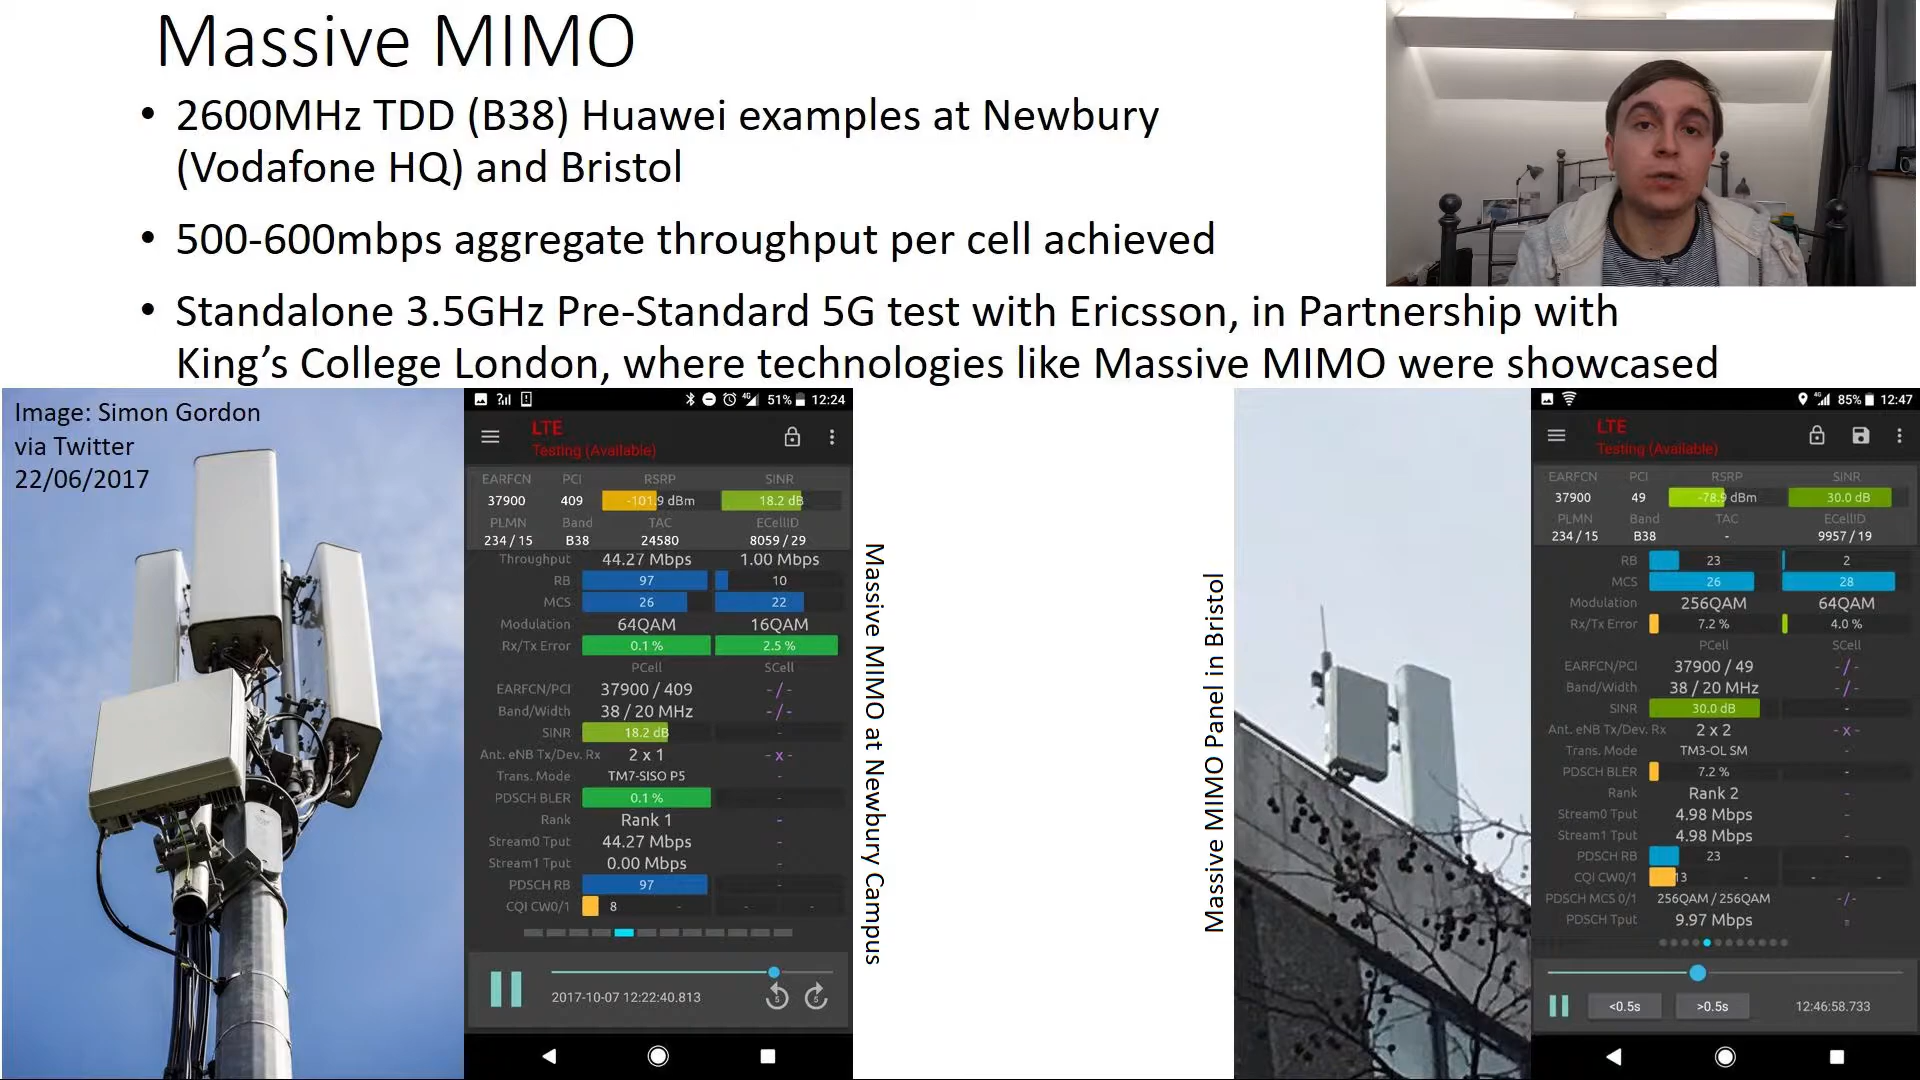 Massive MIMO
• 2600MHz TDD (B38) Huawei examples at Newbury
(Vodafone HQ) and Bristol
• 500-600mbps aggregate throughput per cell achieved
• Standalone 3.5GHz Pre-Standard 5G test with Ericsson, in Partnership with
King’s College London, where technologies like Massive MIMO were showcased
Image: Simon Gordon
via Twitter
22/06/2017
51% 12:24
LTE
Testing (Available)
EARFCN PCI RSRP SINR
37900 409 -101.9 dBm 18.2 dB
PLMN Band TAC ECellID
234 / 15 B38 24580 8059 / 29
Throughput 44.27 Mbps 1.00 Mbps
RB 97 10
MCS 26 22
Modulation 64QAM 16QAM
Rx/Tx Error 0.1 % 2.5 %
PCell SCell
EARFCN/PCI 37900 / 409 - / -
Band/Width 38 / 20 MHz - / -
SINR 18.2 dB -
Ant. eNB Tx/Dev. Rx 2 x 1 - x -
Trans. Mode TM7-SISO P5 -
PDSCH BLER 0.1 % -
Rank Rank 1 -
Stream0 Tput 44.27 Mbps -
Stream1 Tput 0.00 Mbps -
PDSCH RB 97 -
CQI CW0/1 8 - - -
2017-10-07 12:22:40.813 5 5
Massive MIMO at Newbury Campus
Massive MIMO Panel in Bristol
4G 85% 12:47
LTE
Testing (Available)
EARFCN PCI RSRP SINR
37900 49 -78.9 dBm 30.0 dB
PLMN Band TAC ECellID
234 / 15 B38 - 9957 / 19
RB 23 2
MCS 26 28
Modulation 256QAM 64QAM
Rx/Tx Error 7.2 % 4.0 %
PCell SCell
EARFCN/PCI 37900 / 49 - / -
Band/Width 38 / 20 MHz - / -
SINR 30.0 dB -
Ant. eNB Tx/Dev. Rx 2 x 2 - x -
Trans. Mode TM3-OL SM -
PDSCH BLER 7.2 % -
Rank Rank 2 -
Stream0 Tput 4.98 Mbps -
Stream1 Tput 4.98 Mbps -
PDSCH RB 23 -
CQI CW0/1 13 - - -
PDSCH MCS 0/1 256QAM / 256QAM - / -
PDSCH Tput 9.97 Mbps
<0.5s >0.5s 12:46:58.733